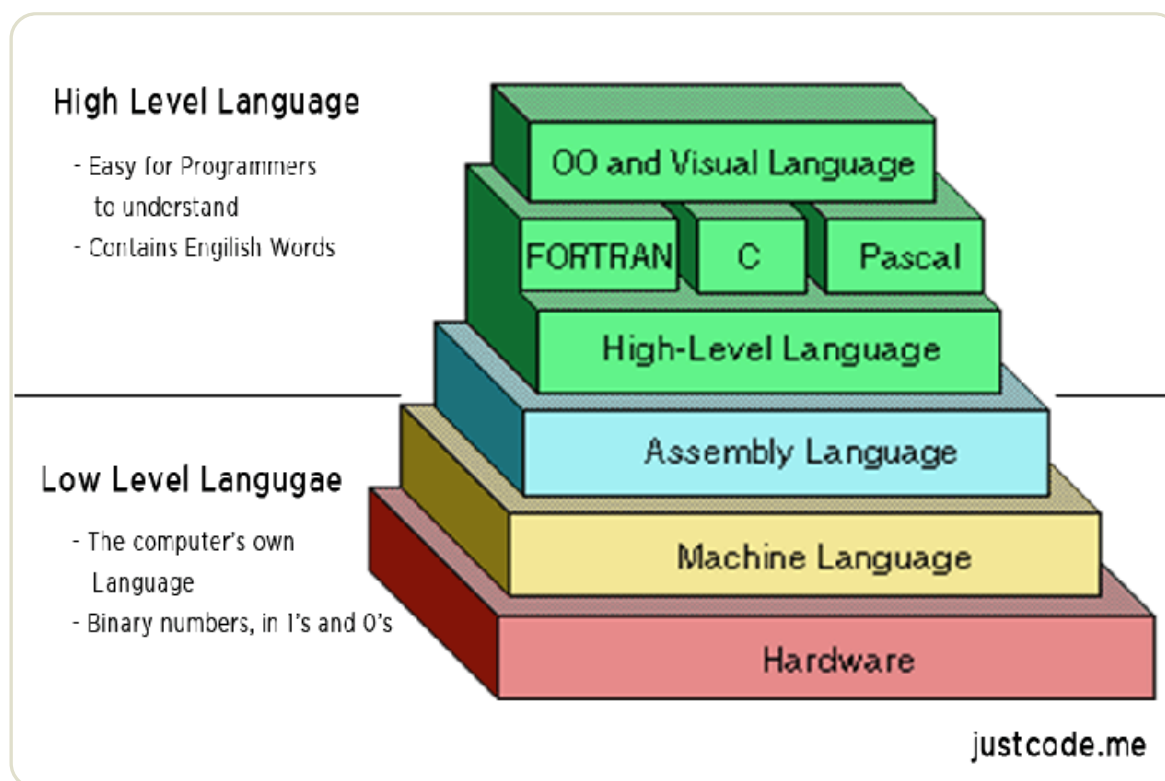 High Level Language
- Easy for Programmers
to understand
- Contains Engilish Words
OO and Visual Language
FORTRAN
C
Pascal
High-Level Language
Assembly Language
Low Level Langugae
- The computer's own
Language
- Binary numbers, in 1's and 0's
Machine Language
Hardware
justcode.me